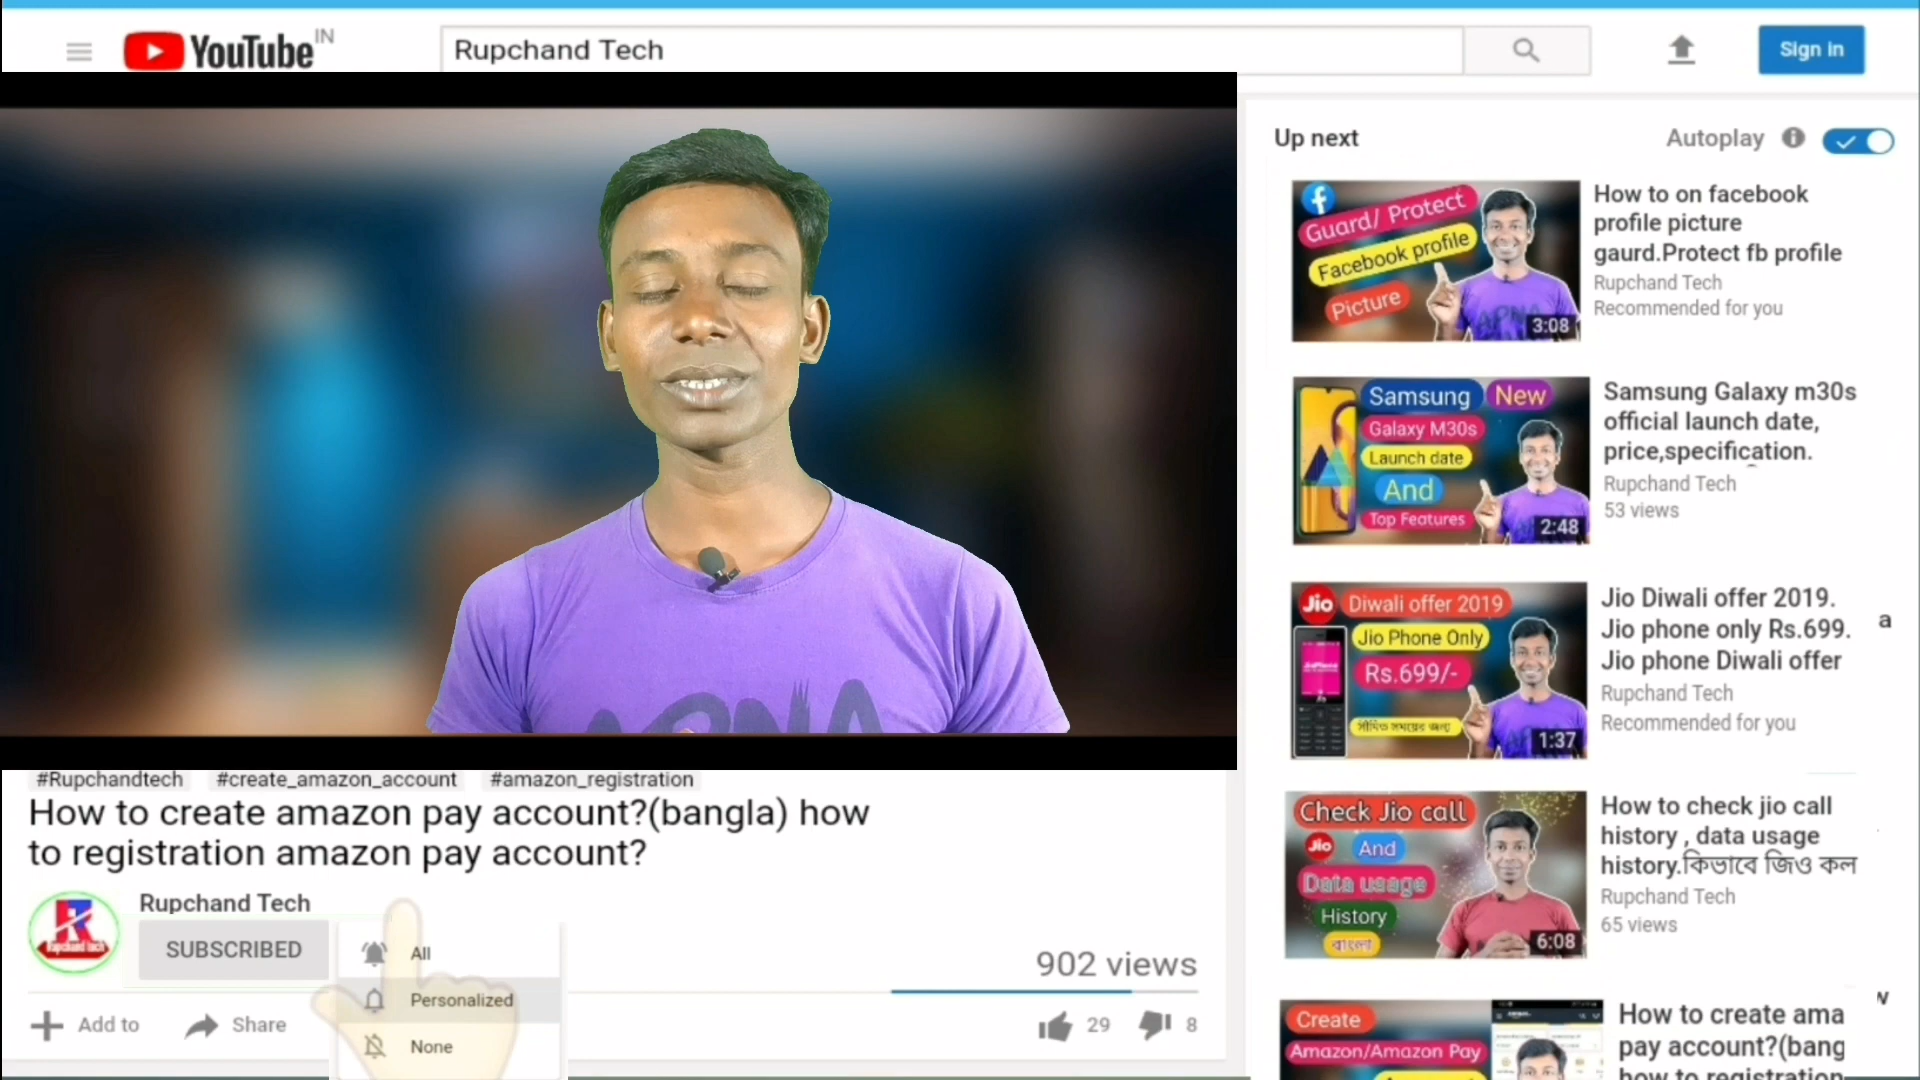 YouTube IN
Rupchand Tech
Sign in
Up next
Autoplay
Guard/ Protect
Facebook profile
Picture
3:08
How to on facebook
profile picture
gaurd.Protect fb profile
Rupchand Tech
Recommended for you
Samsung New
Galaxy M30s
Launch date
And
Top Features
2:48
Samsung Galaxy m30s
official launch date,
price,specification.
Rupchand Tech
53 views
Jio Diwali offer 2019
Jio Phone Only
Rs.699/-
সীমিত সময়ের জন্য
1:37
Jio Diwali offer 2019.
Jio phone only Rs.699.
Jio phone Diwali offer
Rupchand Tech
Recommended for you
a
Check Jio call
Jio And
Data usage
History
বাংলা
6:08
How to check jio call
history , data usage
history.কিভাবে জিও কল
Rupchand Tech
65 views
w
Create
Amazon/Amazon Pay
How to create ama
pay account?(bang
how to registration
APNA
#Rupchandtech #create_amazon_account #amazon_registration
How to create amazon pay account?(bangla) how
to registration amazon pay account?
Rupchand Tech
SUBSCRIBED
All
Personalized
None
902 views
Add to
Share
29
8